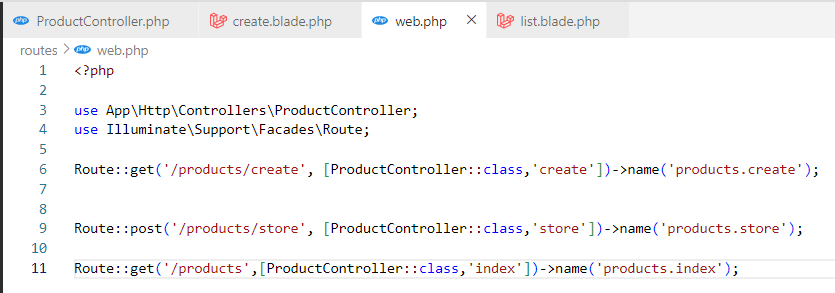 ProductController.php create.blade.php web.php × list.blade.php
routes > web.php
1 <?php
2
3 use App\Http\Controllers\ProductController;
4 use Illuminate\Support\Facades\Route;
5
6 Route::get('/products/create', [ProductController::class,'create'])->name('products.create');
7
8
9 Route::post('/products/store', [ProductController::class,'store'])->name('products.store');
10
11 Route::get('/products',[ProductController::class,'index'])->name('products.index');